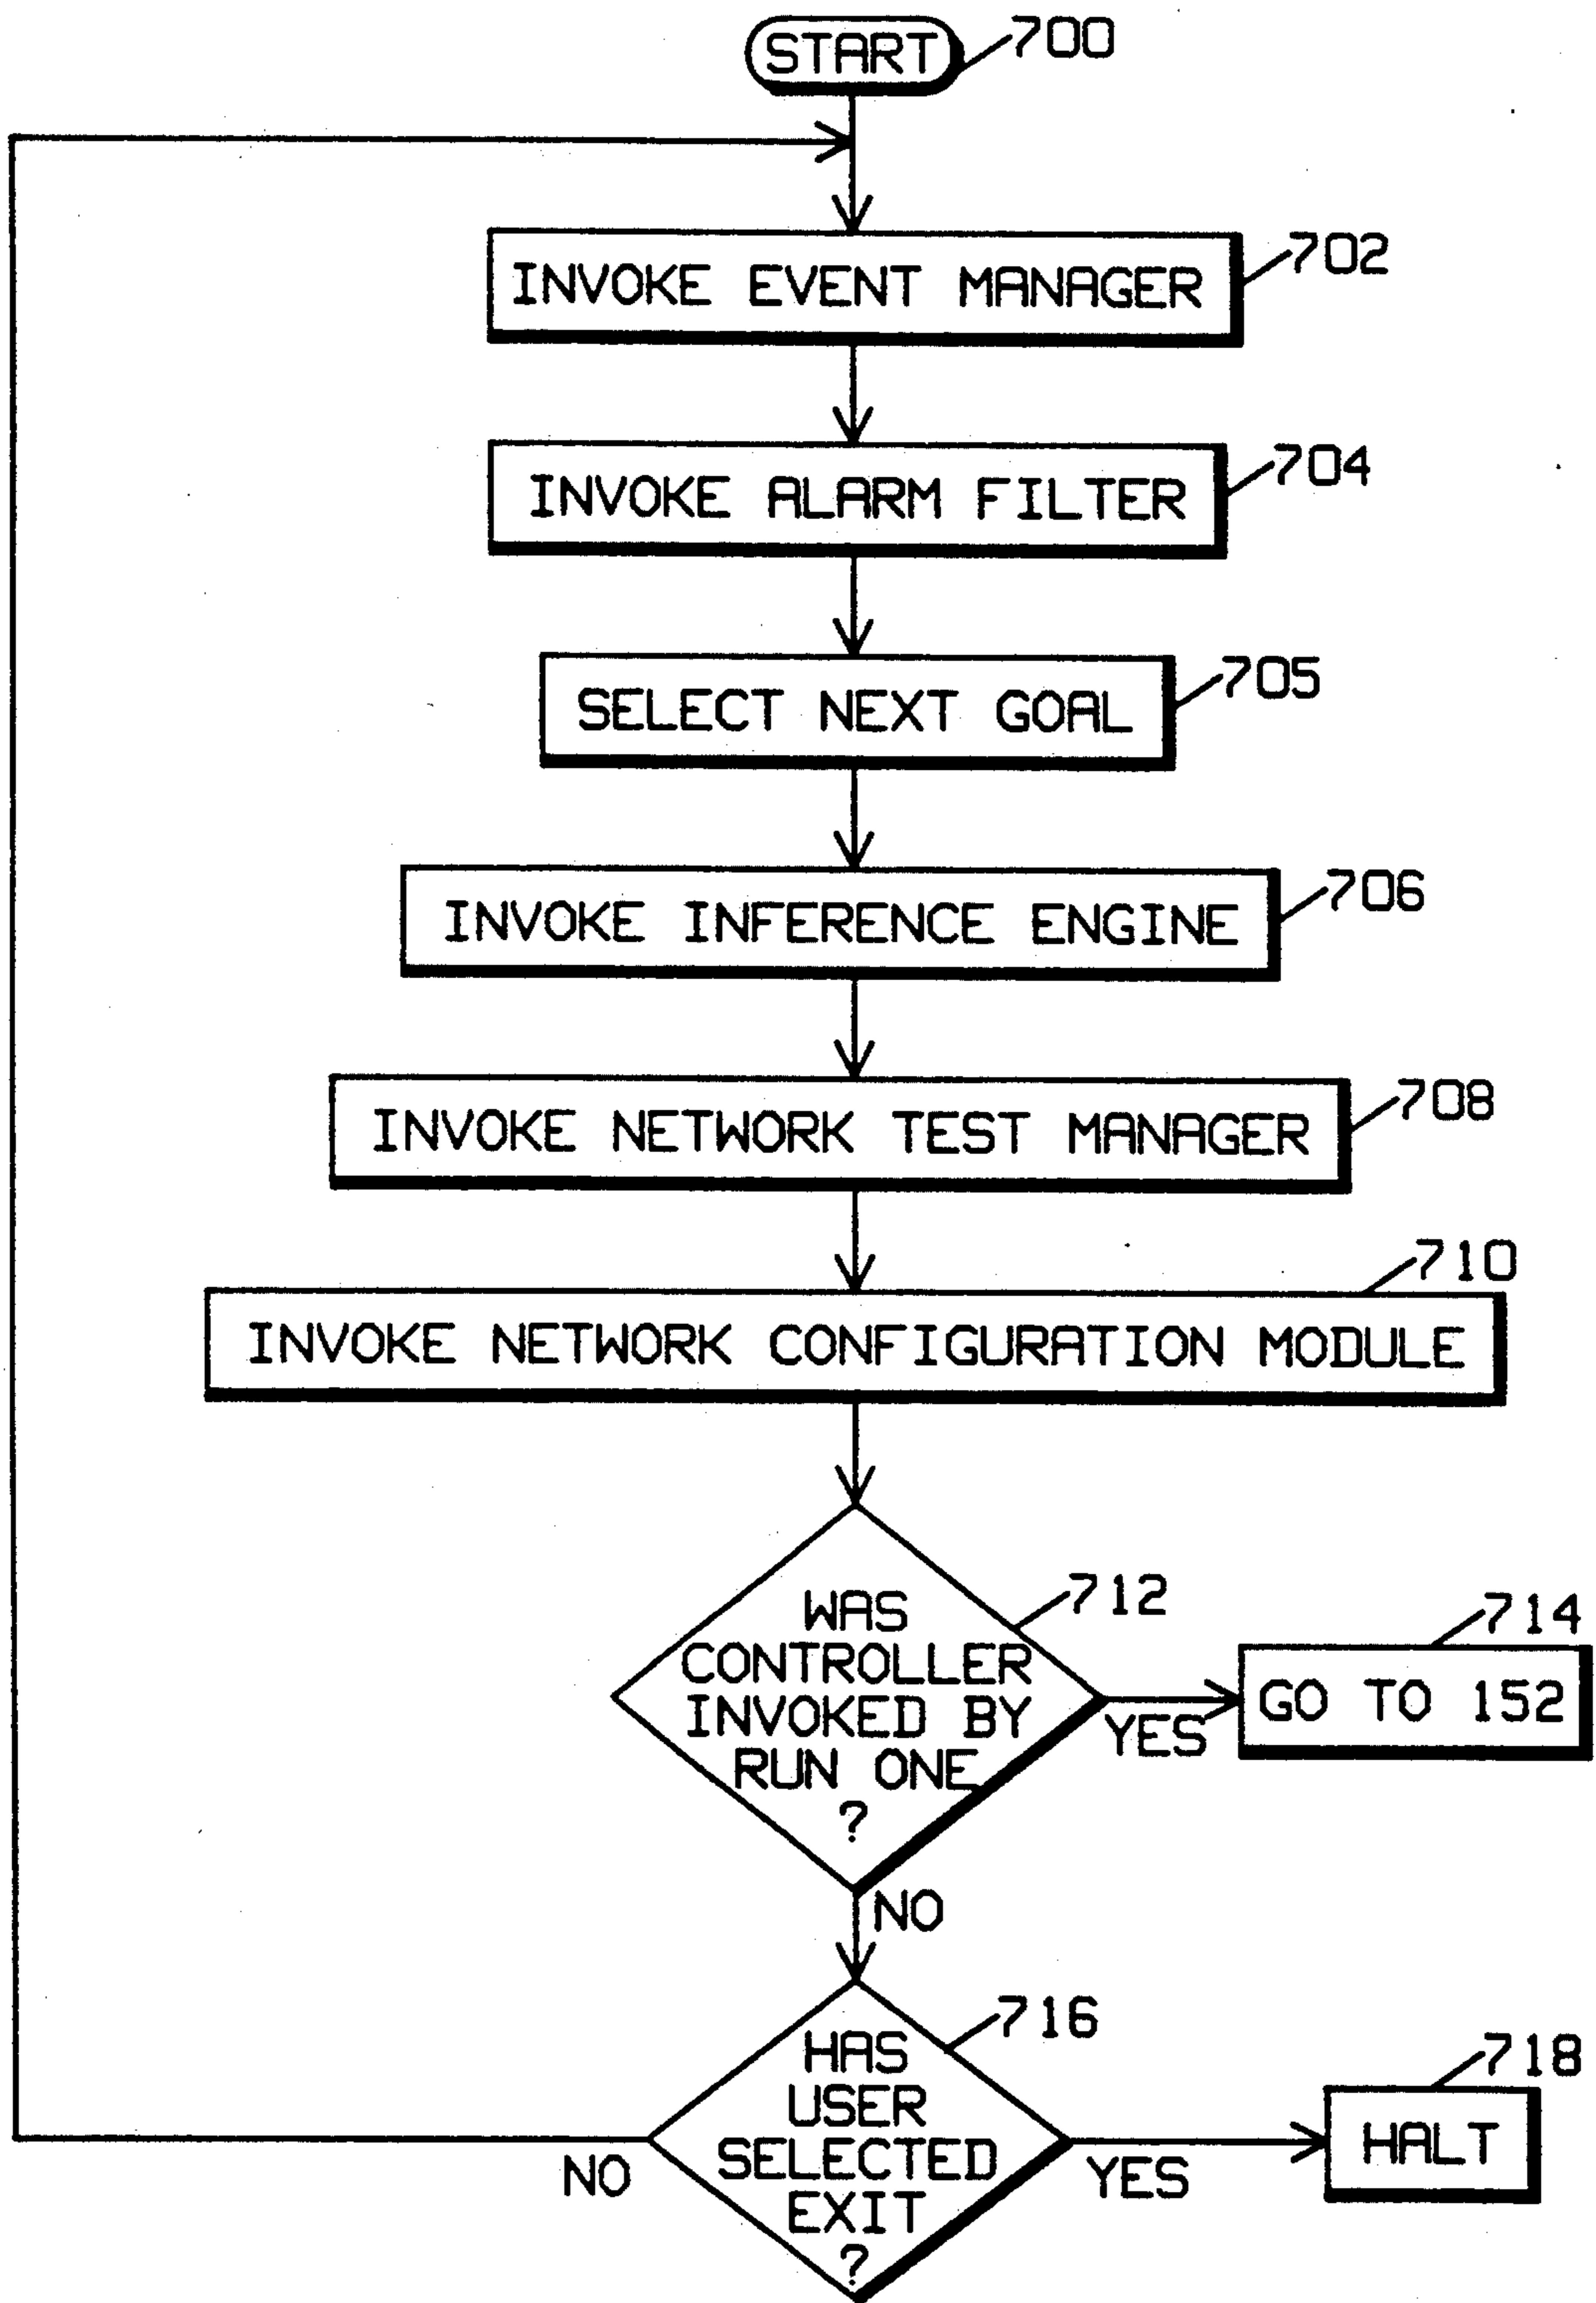 START
700
INVOKE EVENT MANAGER
702
INVOKE ALARM FILTER
704
SELECT NEXT GOAL
705
INVOKE INFERENCE ENGINE
706
INVOKE NETWORK TEST MANAGER
708
710
INVOKE NETWORK CONFIGURATION MODULE
712
WAS
CONTROLLER
INVOKED BY
RUN ONE
?
YES
714
GO TO 152
NO
716
HAS
USER
SELECTED
EXIT
?
NO
YES
718
HALT